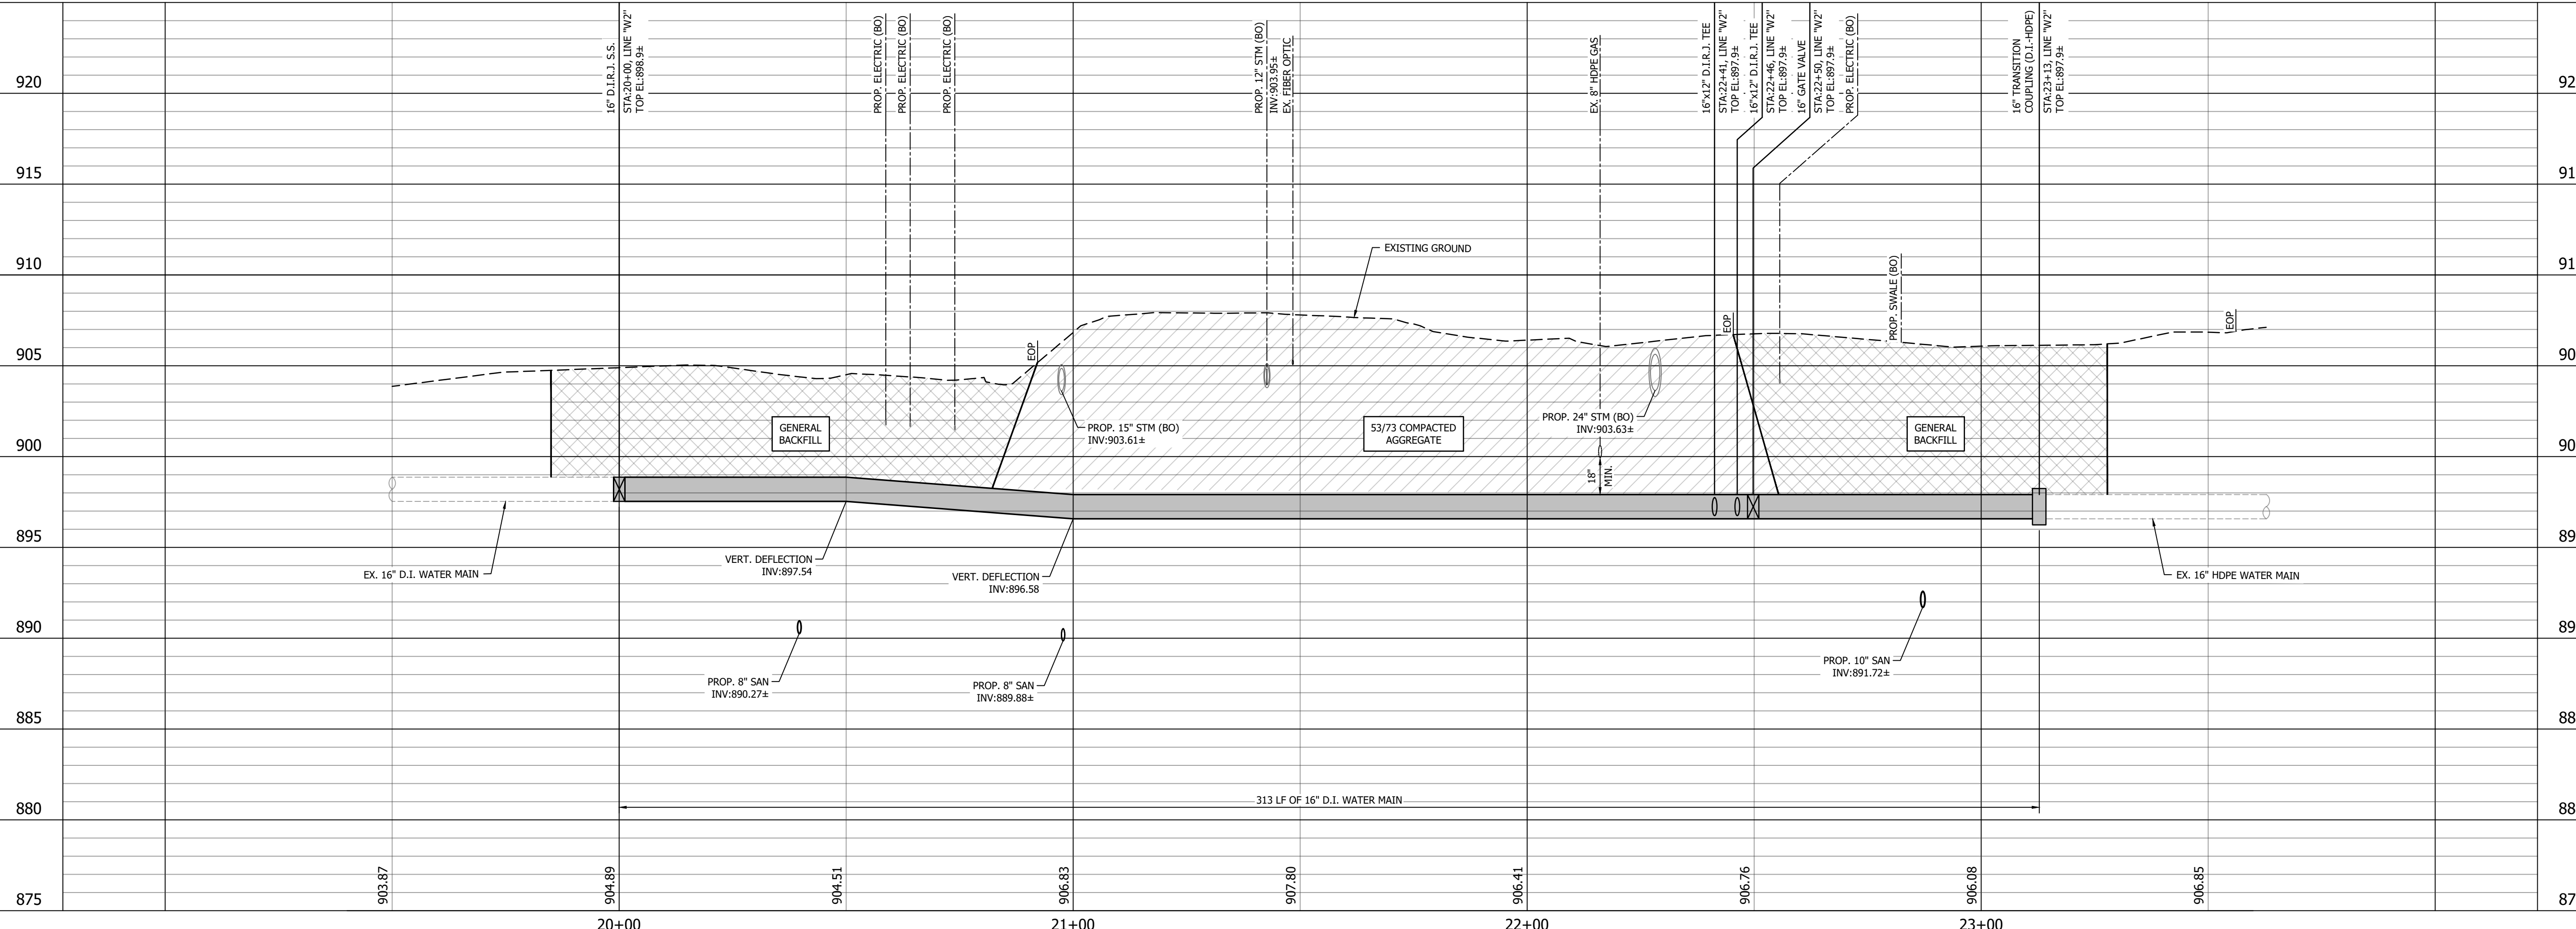 16" D.I.R.J. S.S.
STA:20+00, LINE "W2"
TOP EL:898.9±
PROP. ELECTRIC (BO)
PROP. ELECTRIC (BO)
PROP. ELECTRIC (BO)
PROP. 12" STM (BO)
INV:903.95±
EX. FIBER OPTIC
EX. 8" HDPE GAS
16"x12" D.I.R.J. TEE
STA:22+41, LINE "W2"
TOP EL:897.9±
16"x12" D.I.R.J. TEE
STA:22+46, LINE "W2"
TOP EL:897.9±
16" GATE VALVE
STA:22+50, LINE "W2"
TOP EL:897.9±
PROP. ELECTRIC (BO)
16" TRANSITION
COUPLING (D.I.-HDPE)
STA:23+13, LINE "W2"
TOP EL:897.9±
920
92
915
91
910
91
905
90
900
90
895
89
890
89
885
88
880
88
875
87
EXISTING GROUND
PROP. SWALE (BO)
EOP
EOP
EOP
GENERAL
BACKFILL
PROP. 15" STM (BO)
INV:903.61±
53/73 COMPACTED
AGGREGATE
PROP. 24" STM (BO)
INV:903.63±
18"
MIN.
GENERAL
BACKFILL
EX. 16" D.I. WATER MAIN
VERT. DEFLECTION
INV:897.54
VERT. DEFLECTION
INV:896.58
EX. 16" HDPE WATER MAIN
PROP. 8" SAN
INV:890.27±
PROP. 8" SAN
INV:889.88±
PROP. 10" SAN
INV:891.72±
313 LF OF 16" D.I. WATER MAIN
903.87
904.89
904.51
906.83
907.80
906.41
906.76
906.08
906.85
20+00
21+00
22+00
23+00